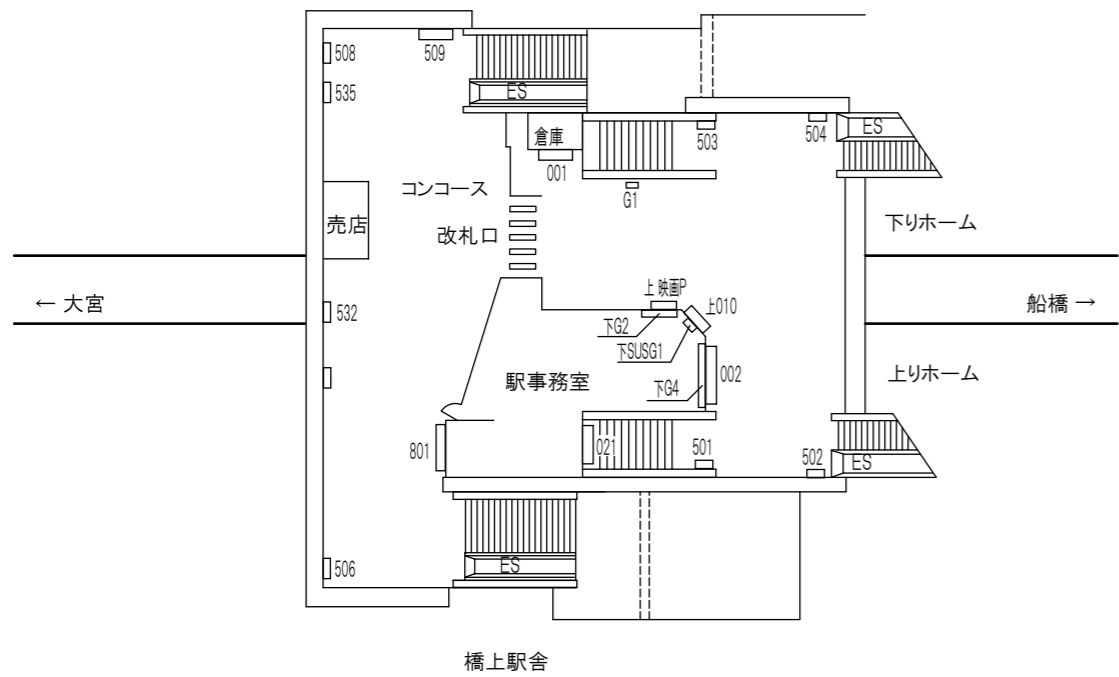 508
509
535
ES
倉庫
001
503
504
ES
G1
コンコース
売店
改札口
下りホーム
← 大宮
船橋 →
上 映画P
上010
532
下G2
下SUSG1
駅事務室
下G4
002
上りホーム
801
021
501
502
ES
506
ES
橋上駅舎